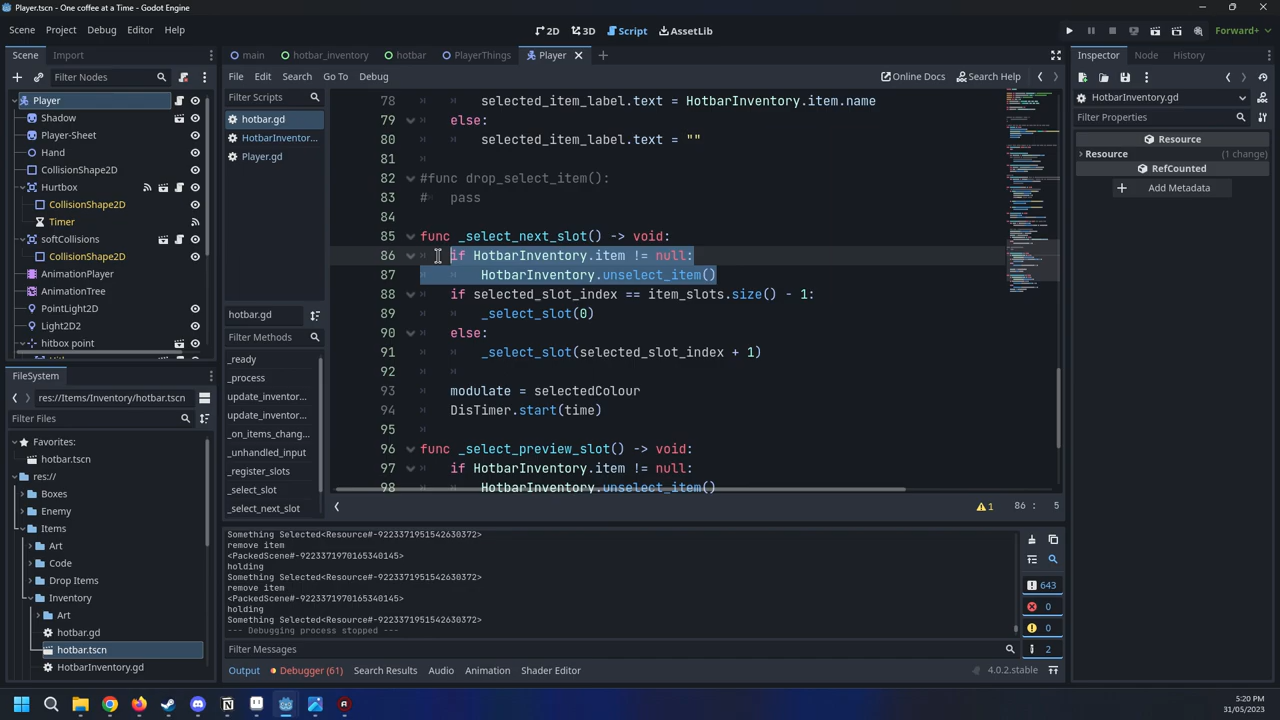 Player.tscn - One coffee at a Time - Godot Engine
Scene Project Debug Editor Help
2D 3D Script AssetLib
Forward+
Scene Import
Filter Nodes
Player
Shadow
Player-Sheet
Hand
CollisionShape2D
Hurtbox
CollisionShape2D
Timer
softCollisions
CollisionShape2D
AnimationPlayer
AnimationTree
PointLight2D
Light2D2
hitbox point
FileSystem
res://Items/Inventory/hotbar.tscn
Filter Files
Favorites:
hotbar.tscn
res://
Boxes
Enemy
Items
Art
Code
Drop Items
Inventory
Art
hotbar.gd
hotbar.tscn
HotbarInventory.gd
main hotbar_inventory hotbar PlayerThings Player
File Edit Search Go To Debug
Online Docs Search Help
Filter Scripts
hotbar.gd
HotbarInventor...
Player.gd
hotbar.gd
Filter Methods
_ready
_process
update_inventor...
update_inventor...
_on_items_chang...
_unhandled_input
_register_slots
_select_slot
_select_next_slot
78 selected_item_label.text = HotbarInventory.item.name
79 else:
80 selected_item_label.text = ""
81
82 #func drop_select_item():
83 # pass
84
85 func _select_next_slot() -> void:
86 if HotbarInventory.item != null:
87 HotbarInventory.unselect_item()
88 if selected_slot_index == item_slots.size() - 1:
89 _select_slot(0)
90 else:
91 _select_slot(selected_slot_index + 1)
92
93 modulate = selectedColour
94 DisTimer.start(time)
95
96 func _select_preview_slot() -> void:
97 if HotbarInventory.item != null:
98 HotbarInventory.unselect_item()
1 86 : 5
Something Selected<Resource#-9223371951542630372>
remove item
<PackedScene#-9223371970165340145>
holding
Something Selected<Resource#-9223371951542630372>
remove item
<PackedScene#-9223371970165340145>
holding
Something Selected<Resource#-9223371951542630372>
--- Debugging process stopped ---
Filter Messages
643
0
0
2
Output Debugger (61) Search Results Audio Animation Shader Editor
4.0.2.stable
Inspector Node History
HotbarInventory.gd
Filter Properties
Resource
Resource (1 change)
RefCounted
Add Metadata
5:20 PM
31/05/2023